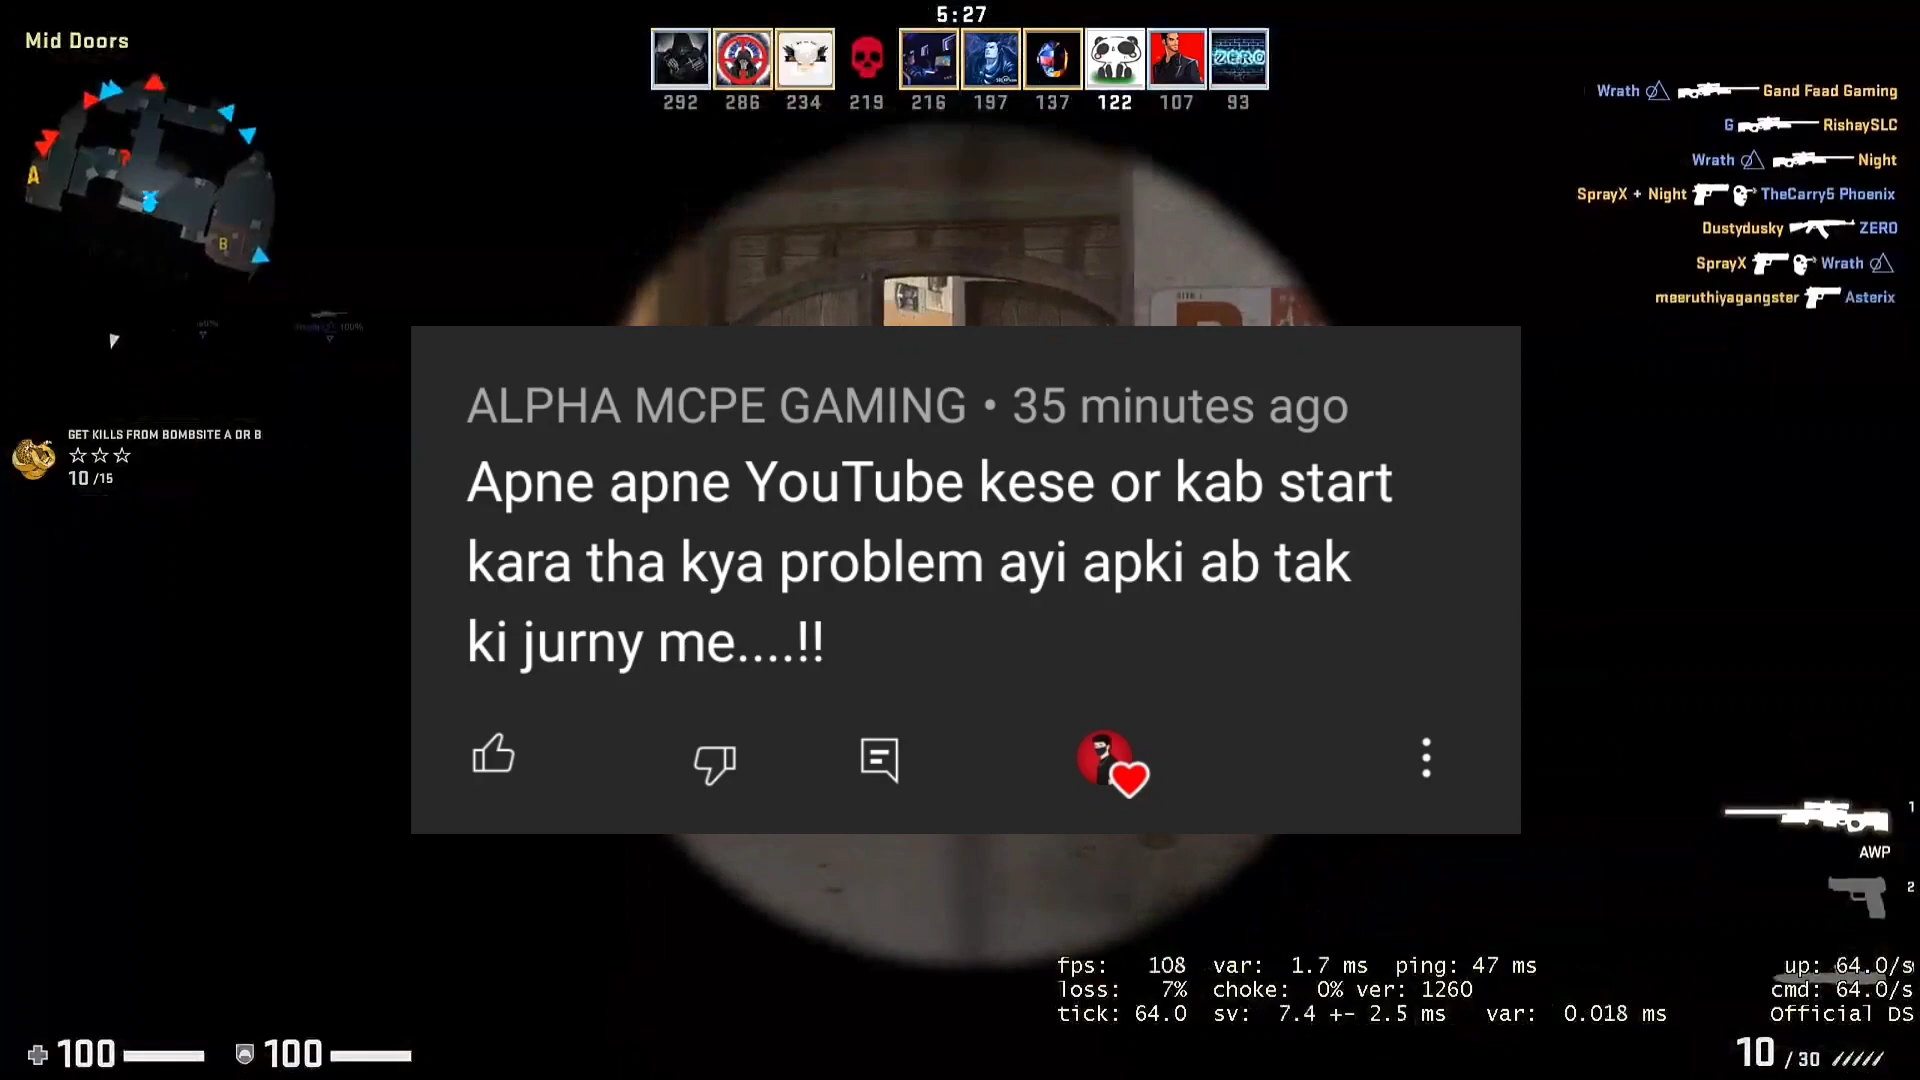 5:27
Mid Doors
292 286 234 219 216 197 137 122 107 93
ZERO
A
B
Wrath Gand Faad Gaming
G RishaySLC
Wrath Night
SprayX + Night TheCarry5 Phoenix
Dustydusky ZERO
SprayX Wrath
meeruthiyagangster Asterix
100%
GET KILLS FROM BOMBSITE A OR B
10 /15
ALPHA MCPE GAMING • 35 minutes ago
Apne apne YouTube kese or kab start
kara tha kya problem ayi apki ab tak
ki jurny me....!!
1
AWP
2
fps: 108 var: 1.7 ms ping: 47 ms up: 64.0/s
loss: 7% choke: 0% ver: 1260 cmd: 64.0/s
tick: 64.0 sv: 7.4 +- 2.5 ms var: 0.018 ms Official DS
100 100
10 / 30